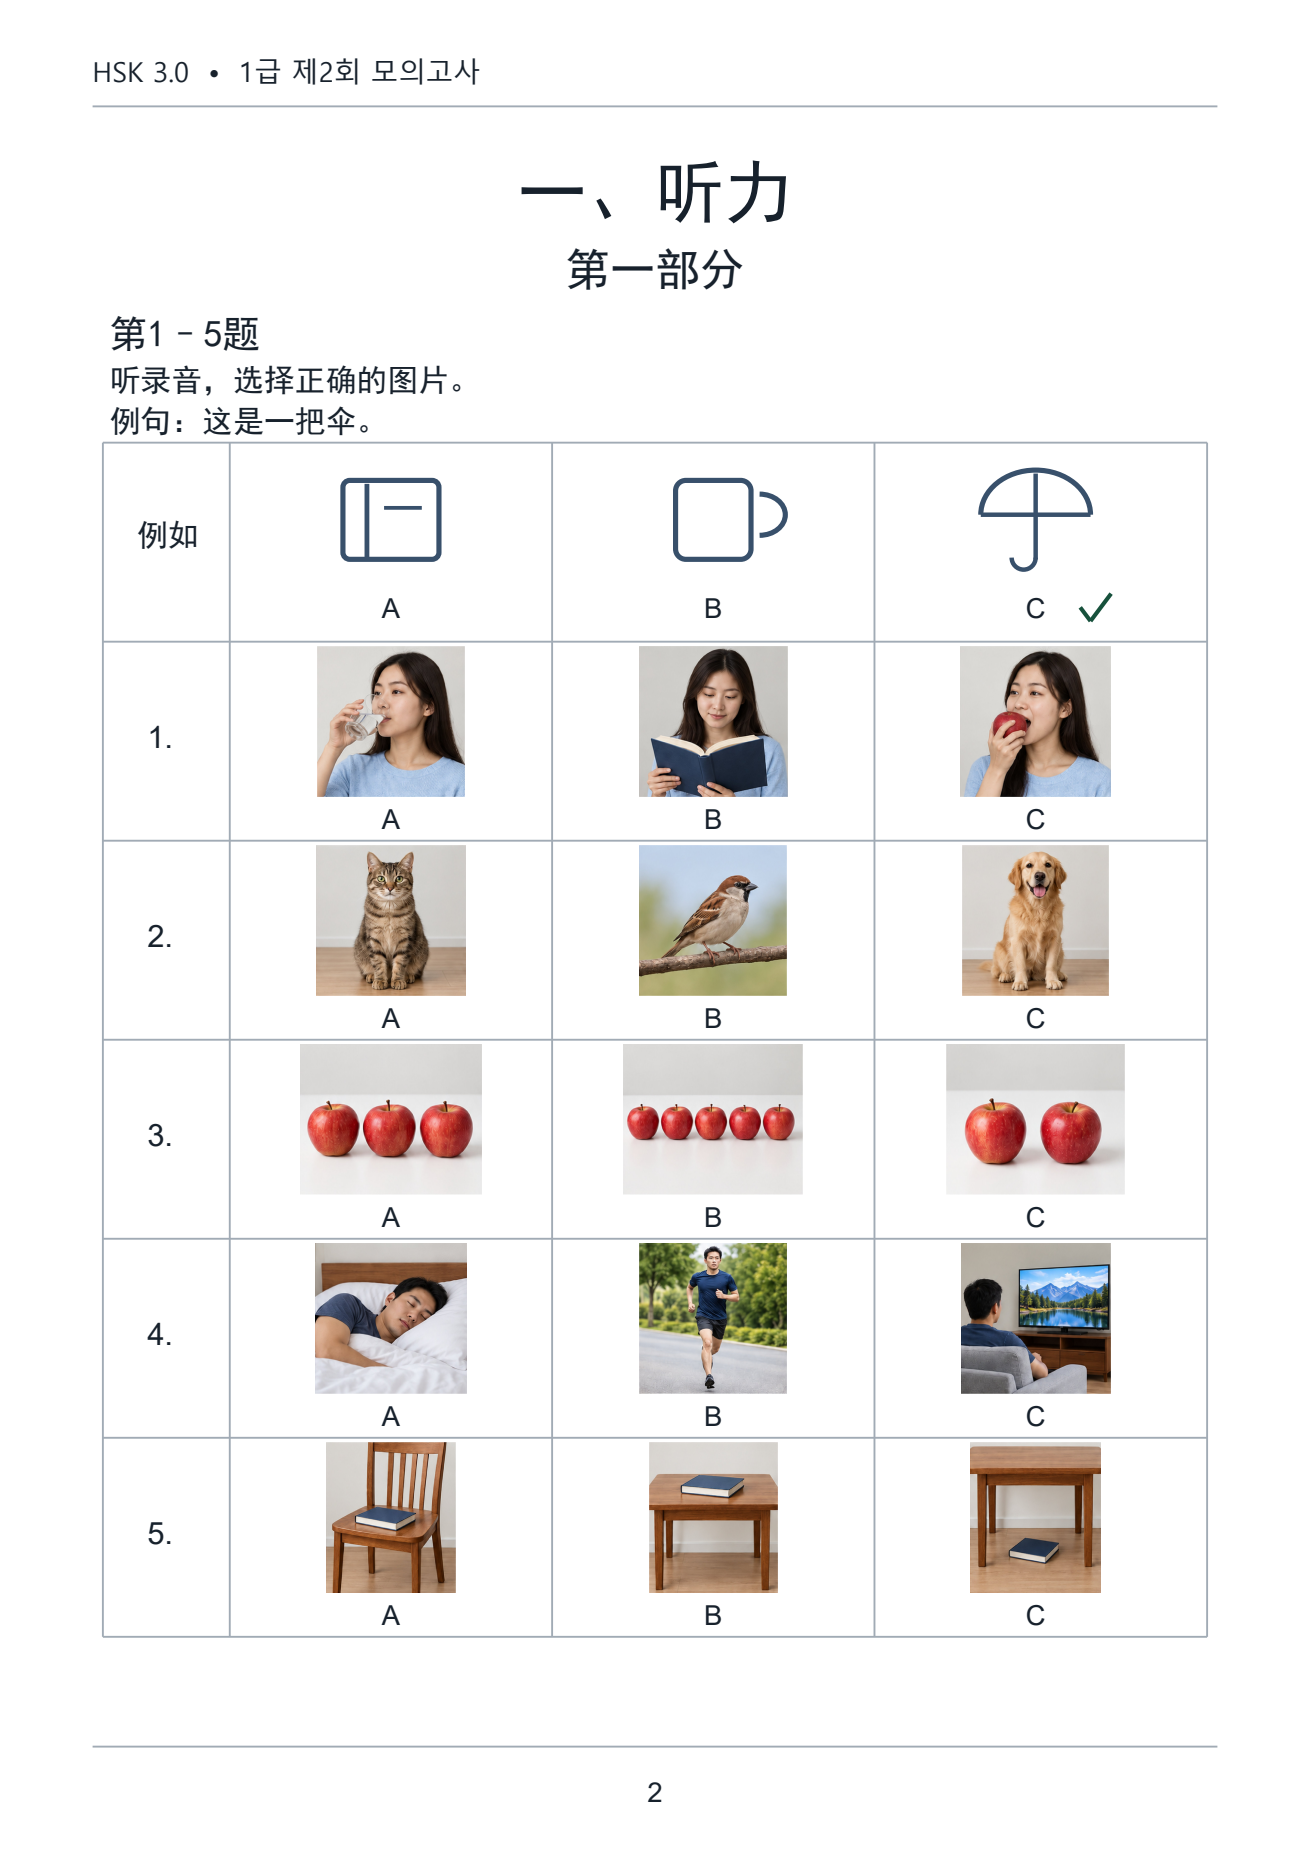 HSK 3.0 • 1급 제2회 모의고사
一、听力
第一部分
第1－5题
听录音，选择正确的图片。
例句：这是一把伞。
例如
A B C
1.
A B C
2.
A B C
3.
A B C
4.
A B C
5.
A B C
2